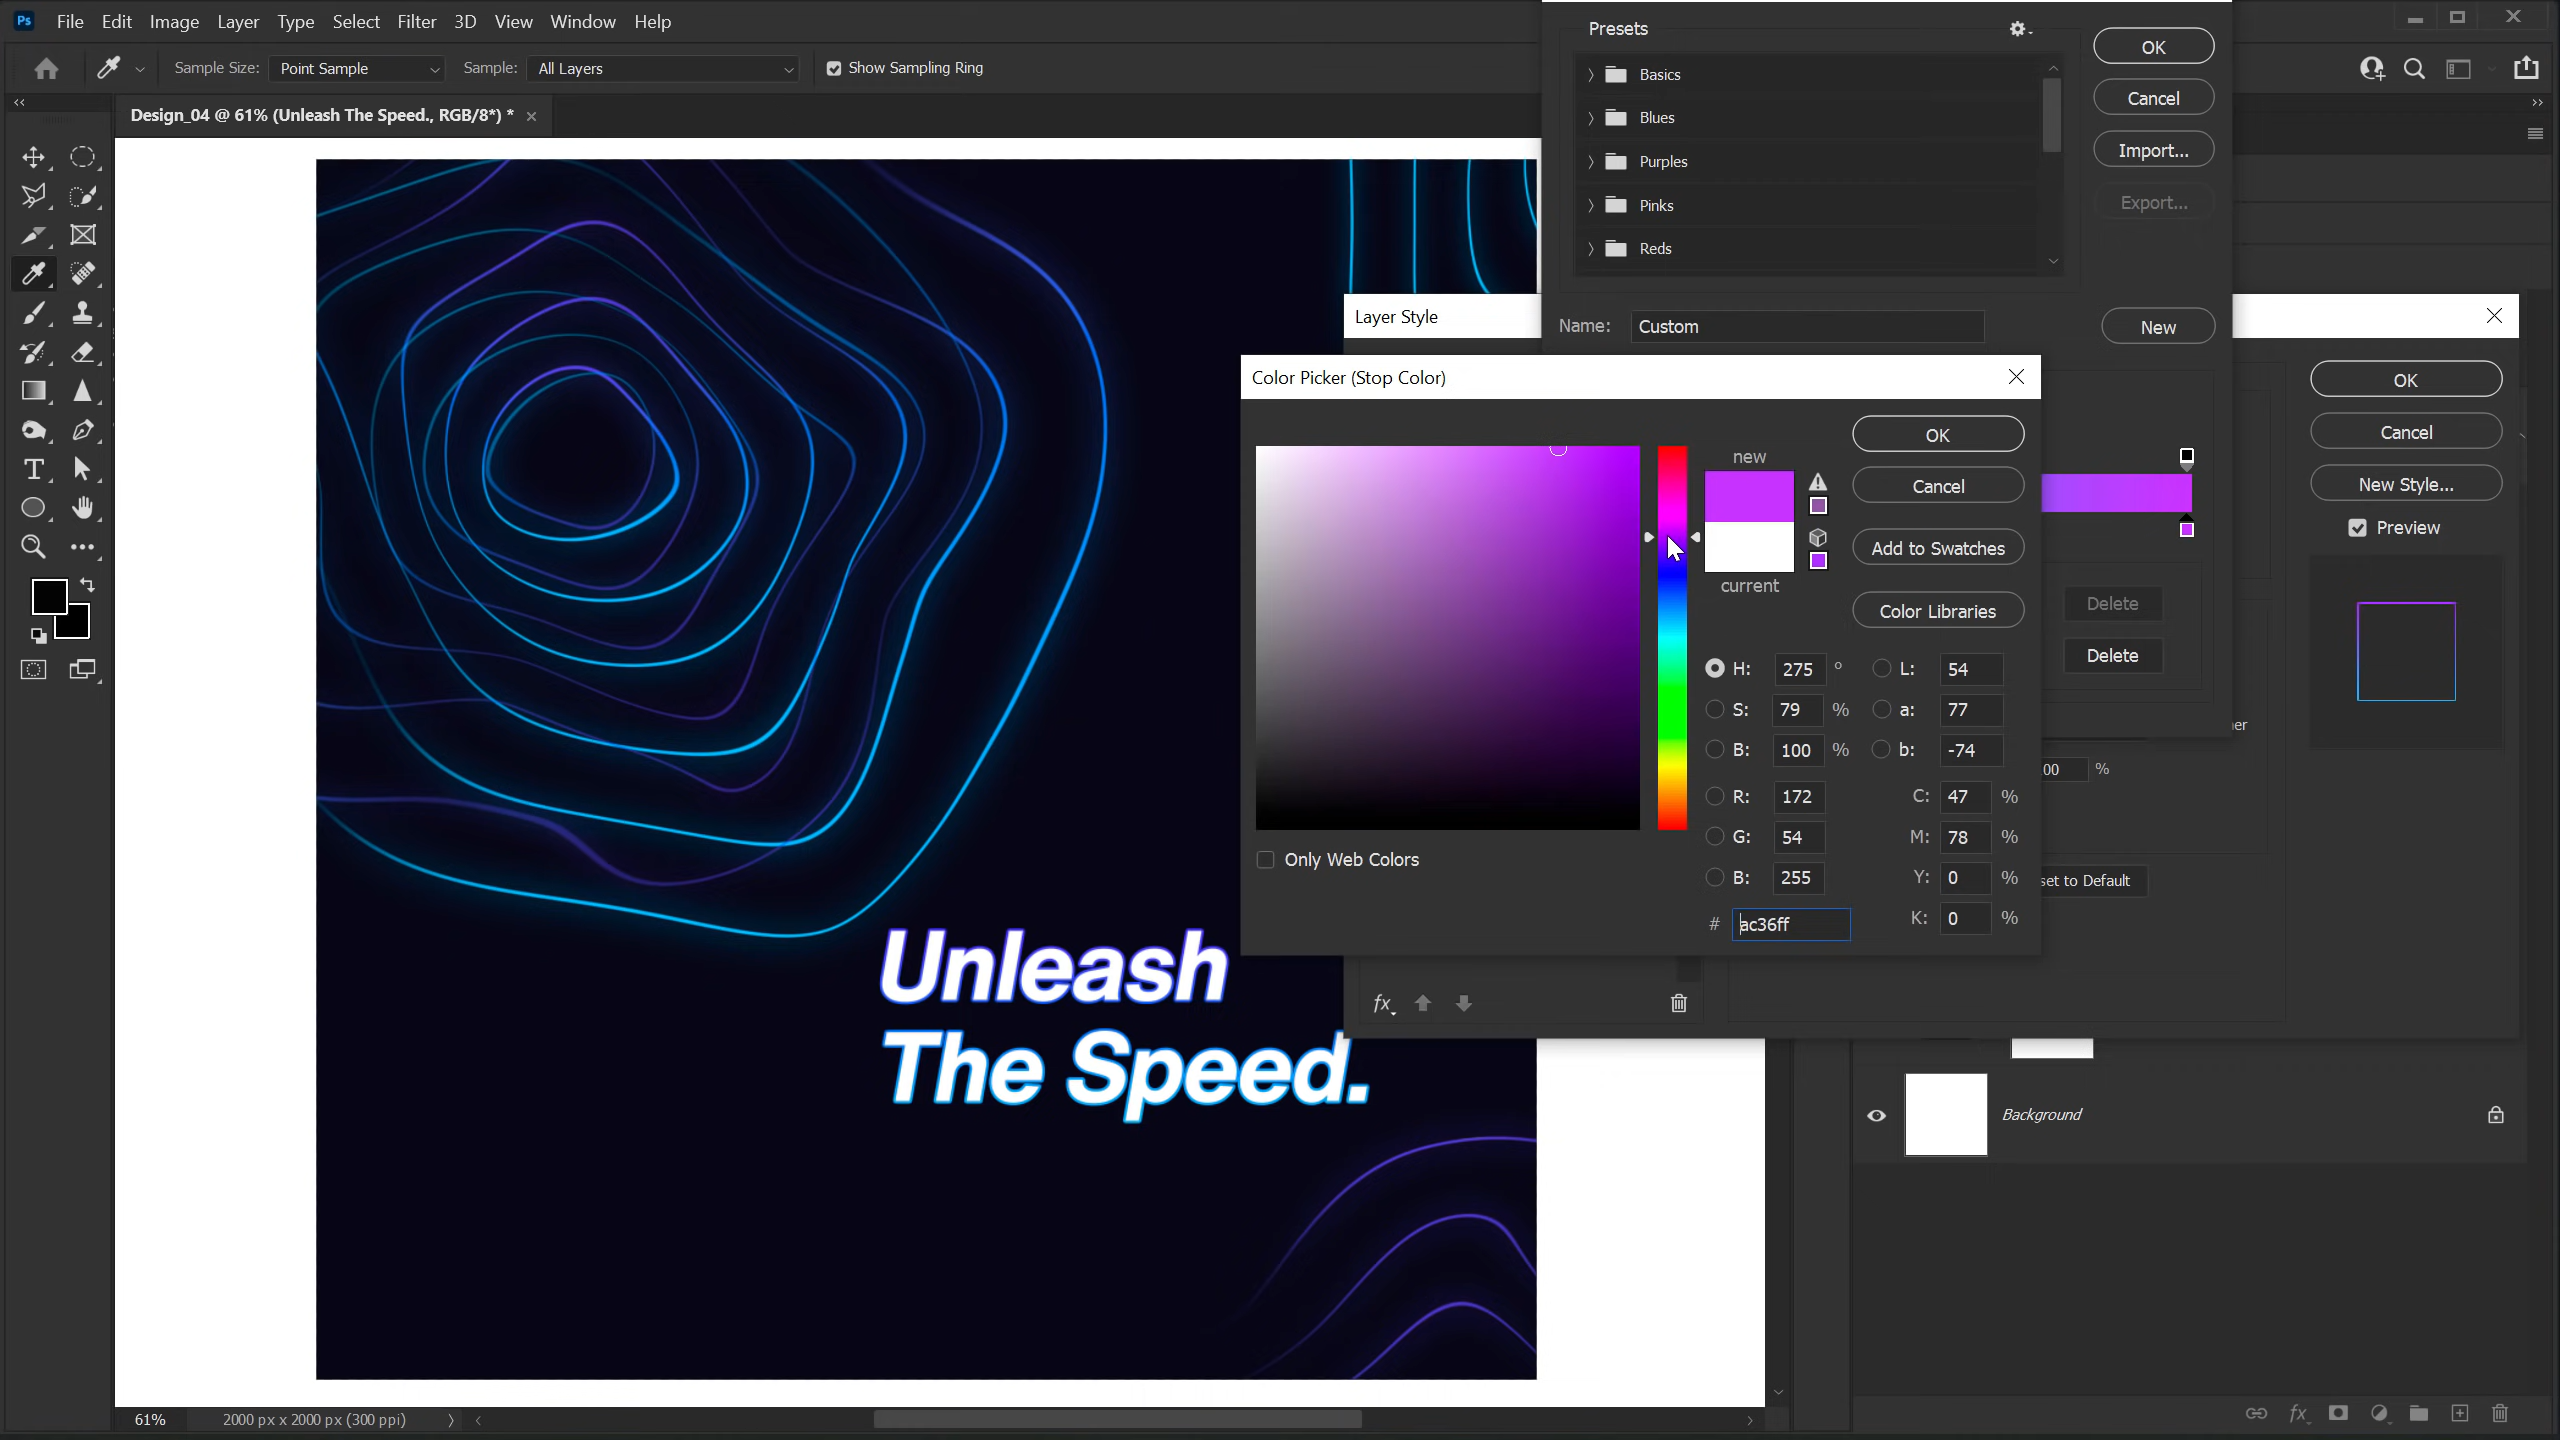 Ps File Edit Image Layer Type Select Filter 3D View Window Help
Sample Size: Point Sample Sample: All Layers Show Sampling Ring
Design_04 @ 61% (Unleash The Speed., RGB/8*) *
Presets
Basics
Blues
Purples
Pinks
Reds
OK
Cancel
Import...
Export...
Name: Custom
New
Layer Style
OK
Cancel
New Style...
Preview
Color Picker (Stop Color)
new
current
OK
Cancel
Add to Swatches
Color Libraries
H: 275 °
S: 79 %
B: 100 %
R: 172
G: 54
B: 255
# ac36ff
L: 54
a: 77
b: -74
C: 47 %
M: 78 %
Y: 0 %
K: 0 %
Only Web Colors
Delete
Delete
er
00 %
set to Default
fx
Unleash
The Speed.
Background
61% 2000 px x 2000 px (300 ppi)
fx